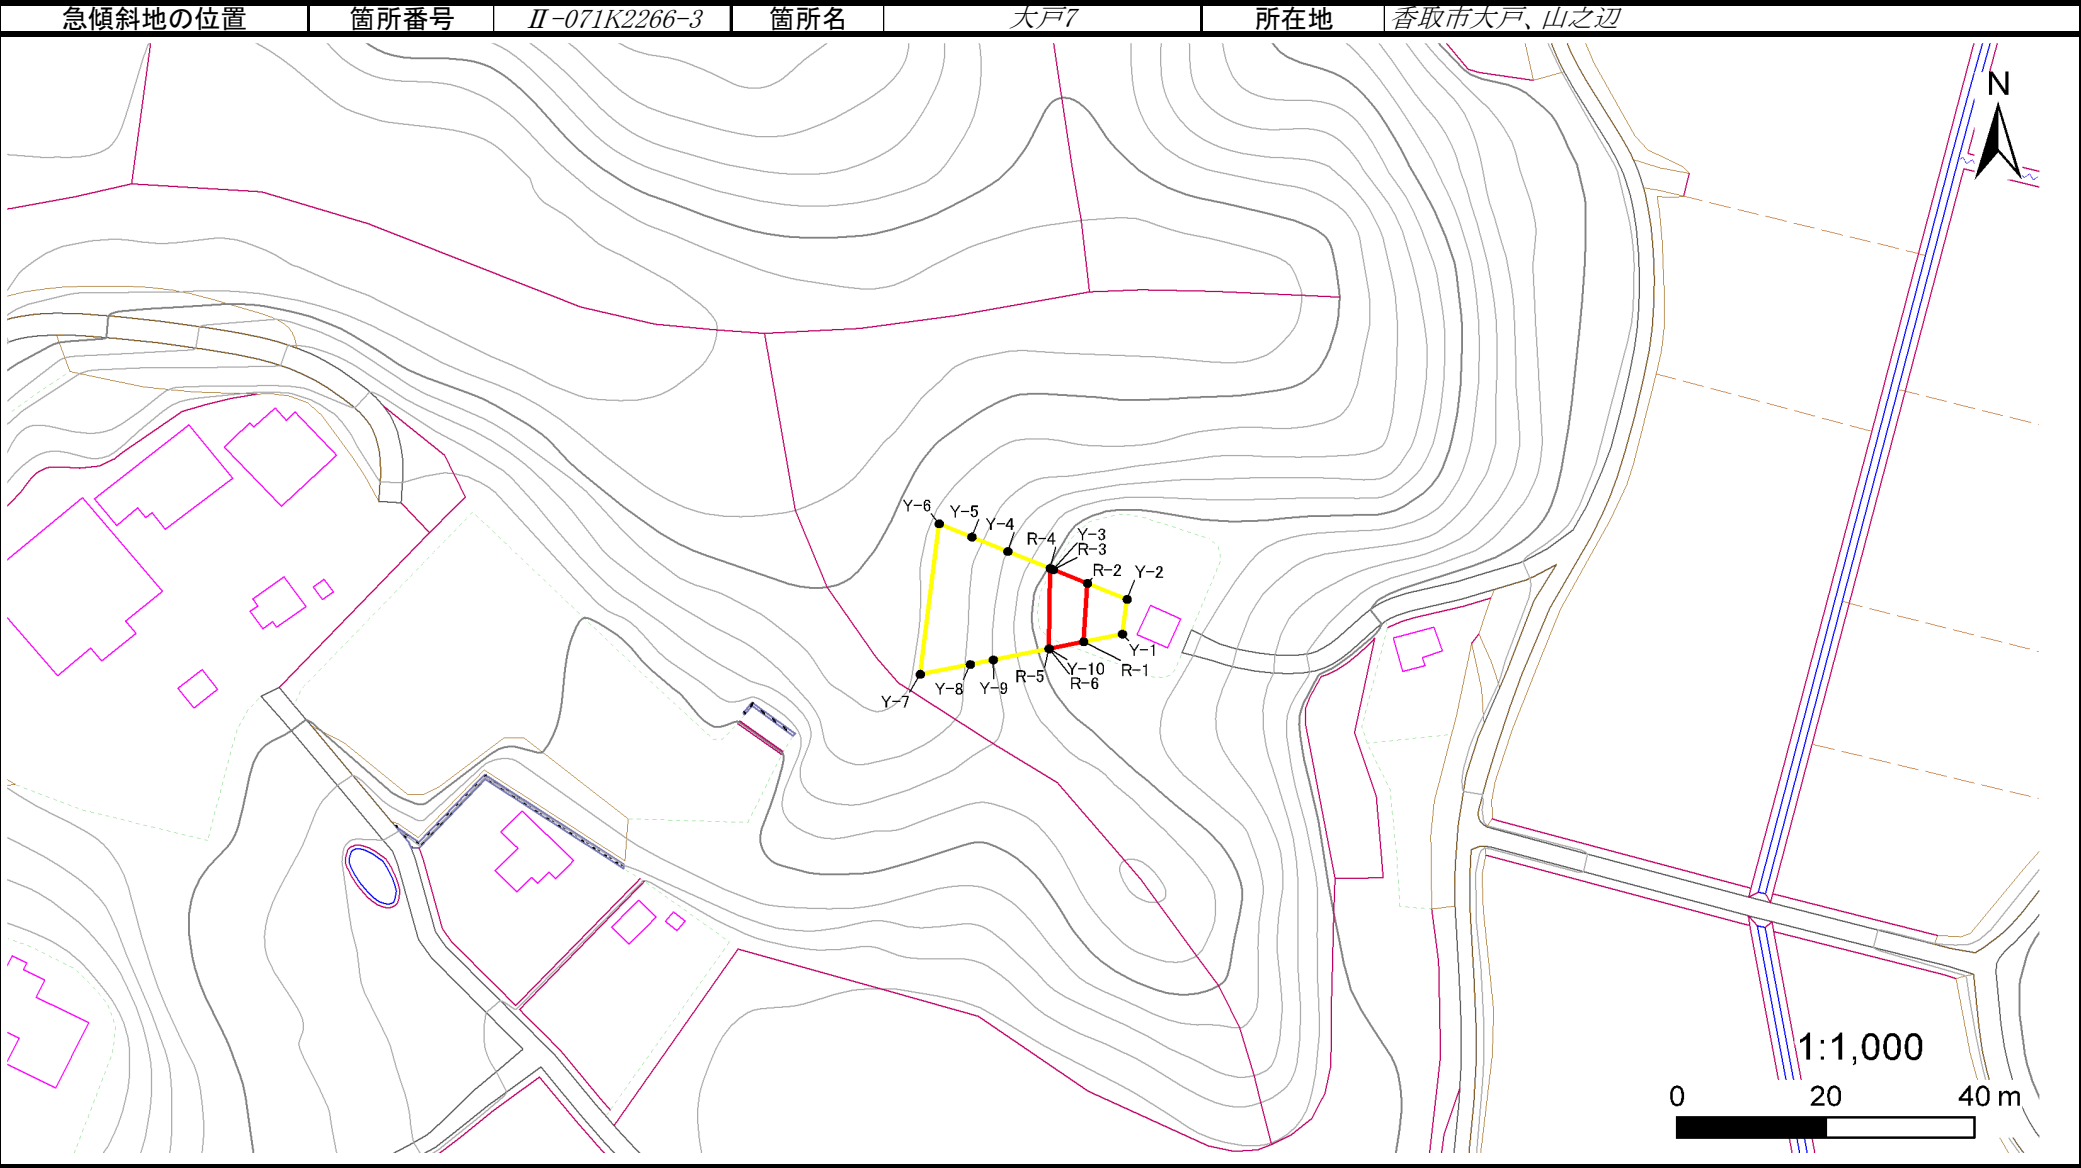 急傾斜地の位置 箇所番号 Ⅱ-071K2266-3 箇所名 大戸7 所在地 香取市大戸、山之辺
N
Y-6
Y-5
Y-4
R-4
Y-3
R-3
R-2
Y-2
Y-1
R-1
Y-10
R-6
R-5
Y-9
Y-8
Y-7
1:1,000
0 20 40 m